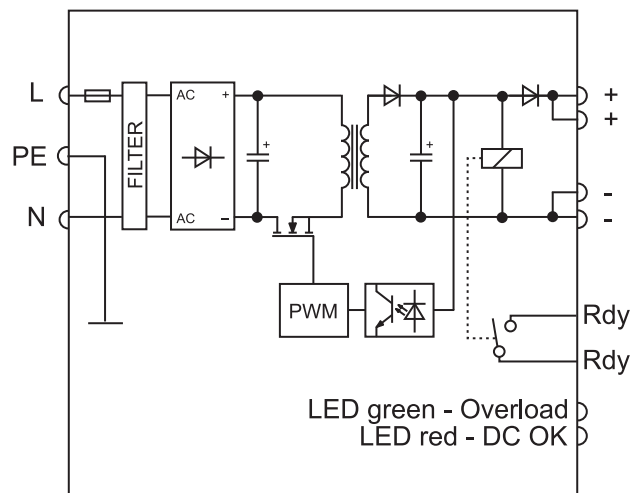 L
PE
N
FILTER
AC +
AC -
+
+
+
+
-
-
PWM
Rdy
Rdy
LED green - Overload
LED red - DC OK